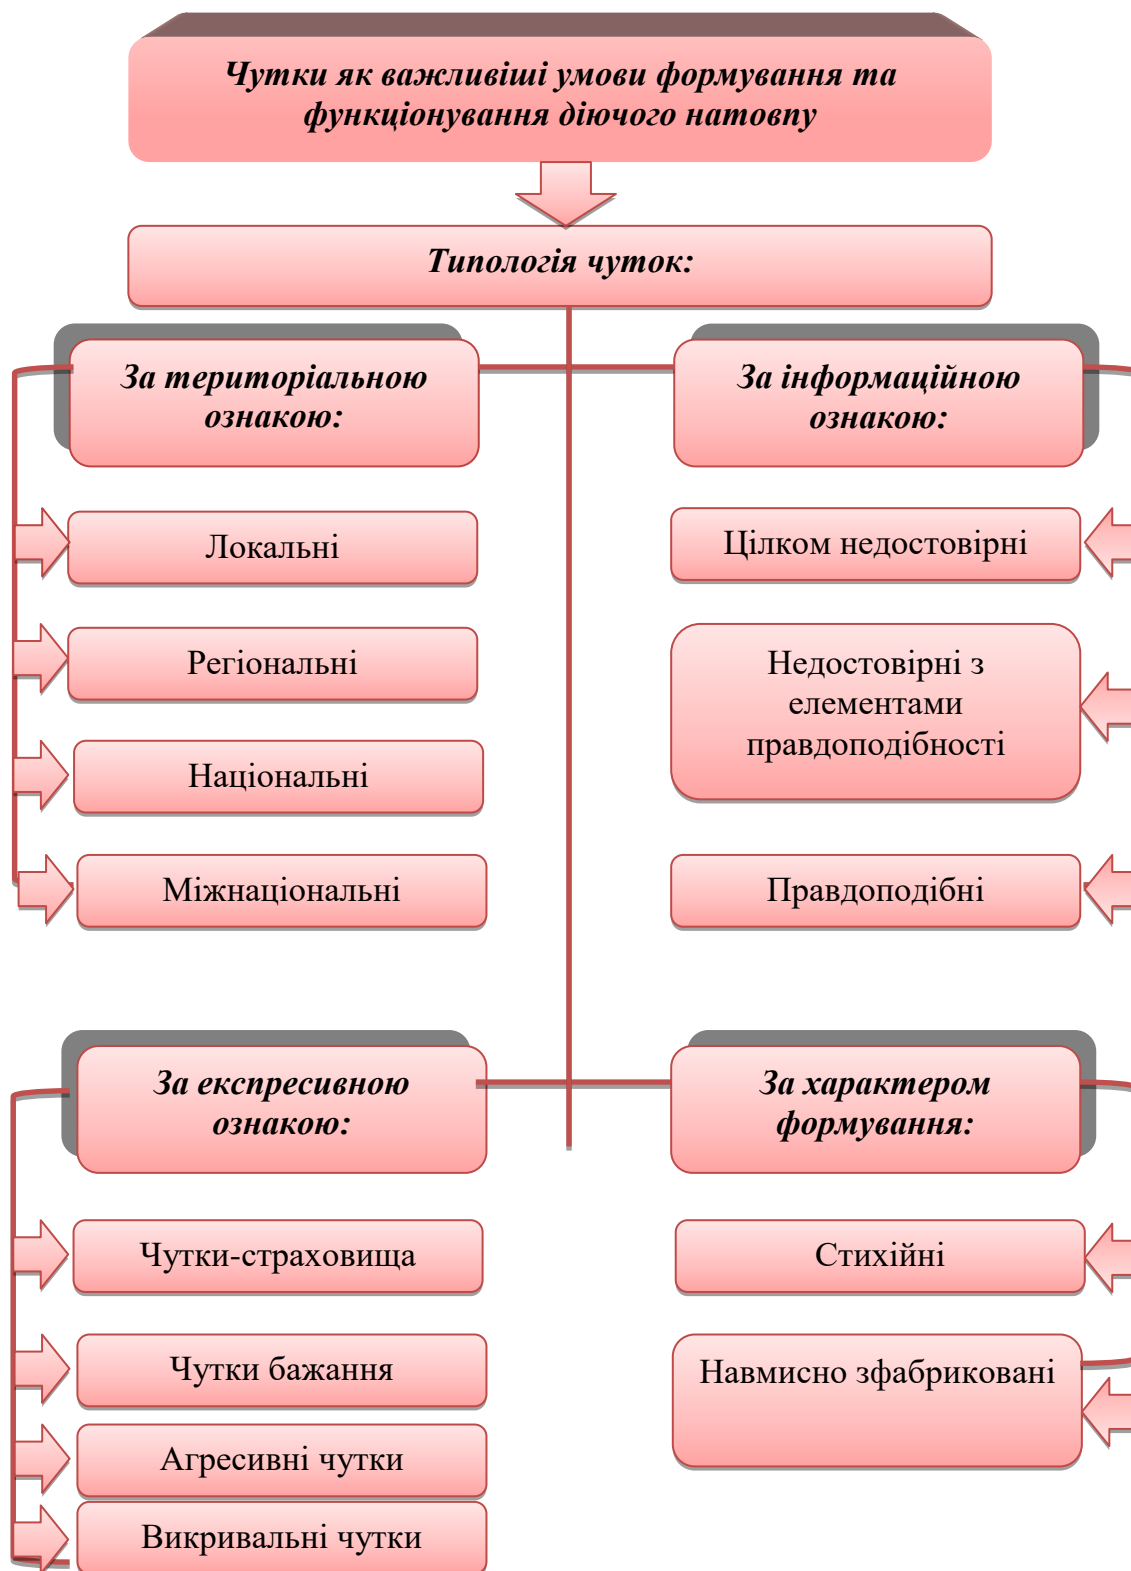 Чутки як важливіші умови формування та
функціонування діючого натовпу
Типологія чуток:
За територіальною
ознакою:
Локальні
Регіональні
Національні
Міжнаціональні
За інформаційною
ознакою:
Цілком недостовірні
Недостовірні з
елементами
правдоподібності
Правдоподібні
За експресивною
ознакою:
Чутки-страховища
Чутки бажання
Агресивні чутки
Викривальні чутки
За характером
формування:
Стихійні
Навмисно зфабриковані